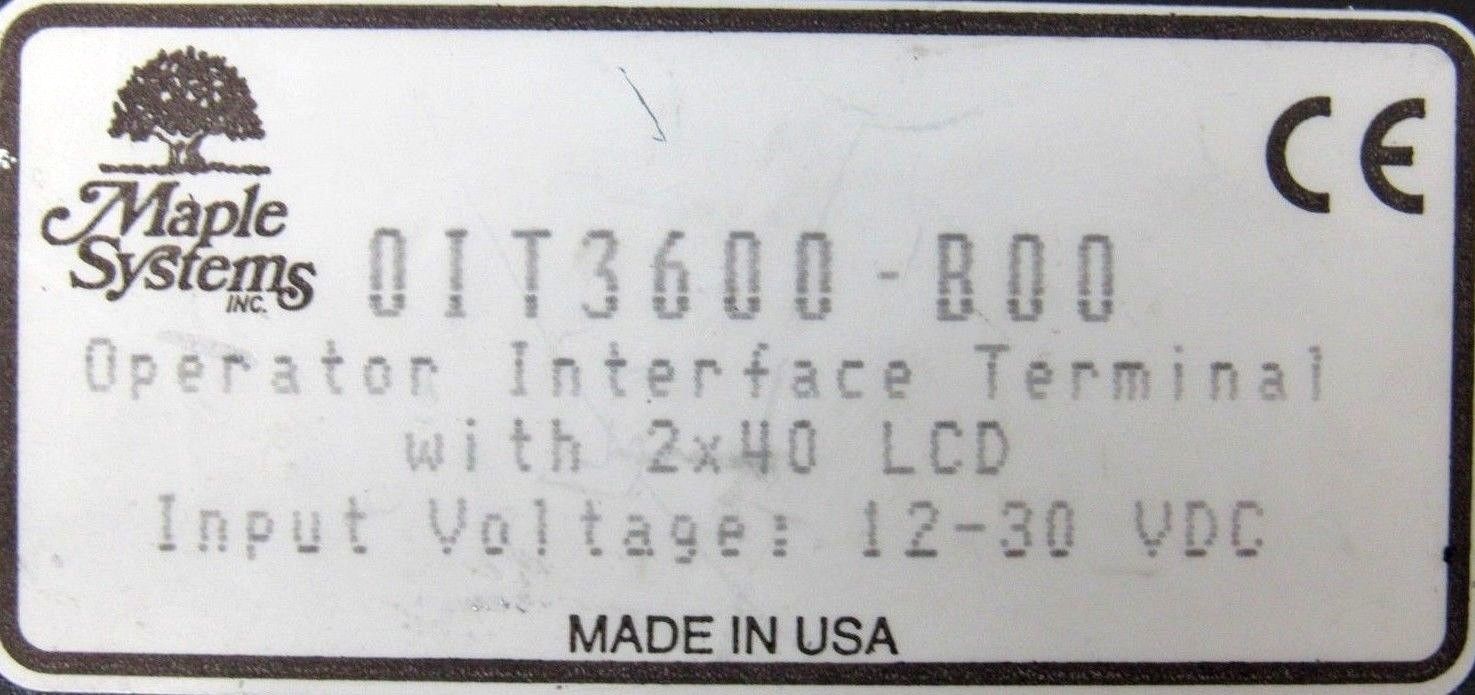 Maple
Systems
INC.
CE
OIT3600-B00
Operator Interface Terminal
with 2x40 LCD
Input Voltage: 12-30 VDC
MADE IN USA